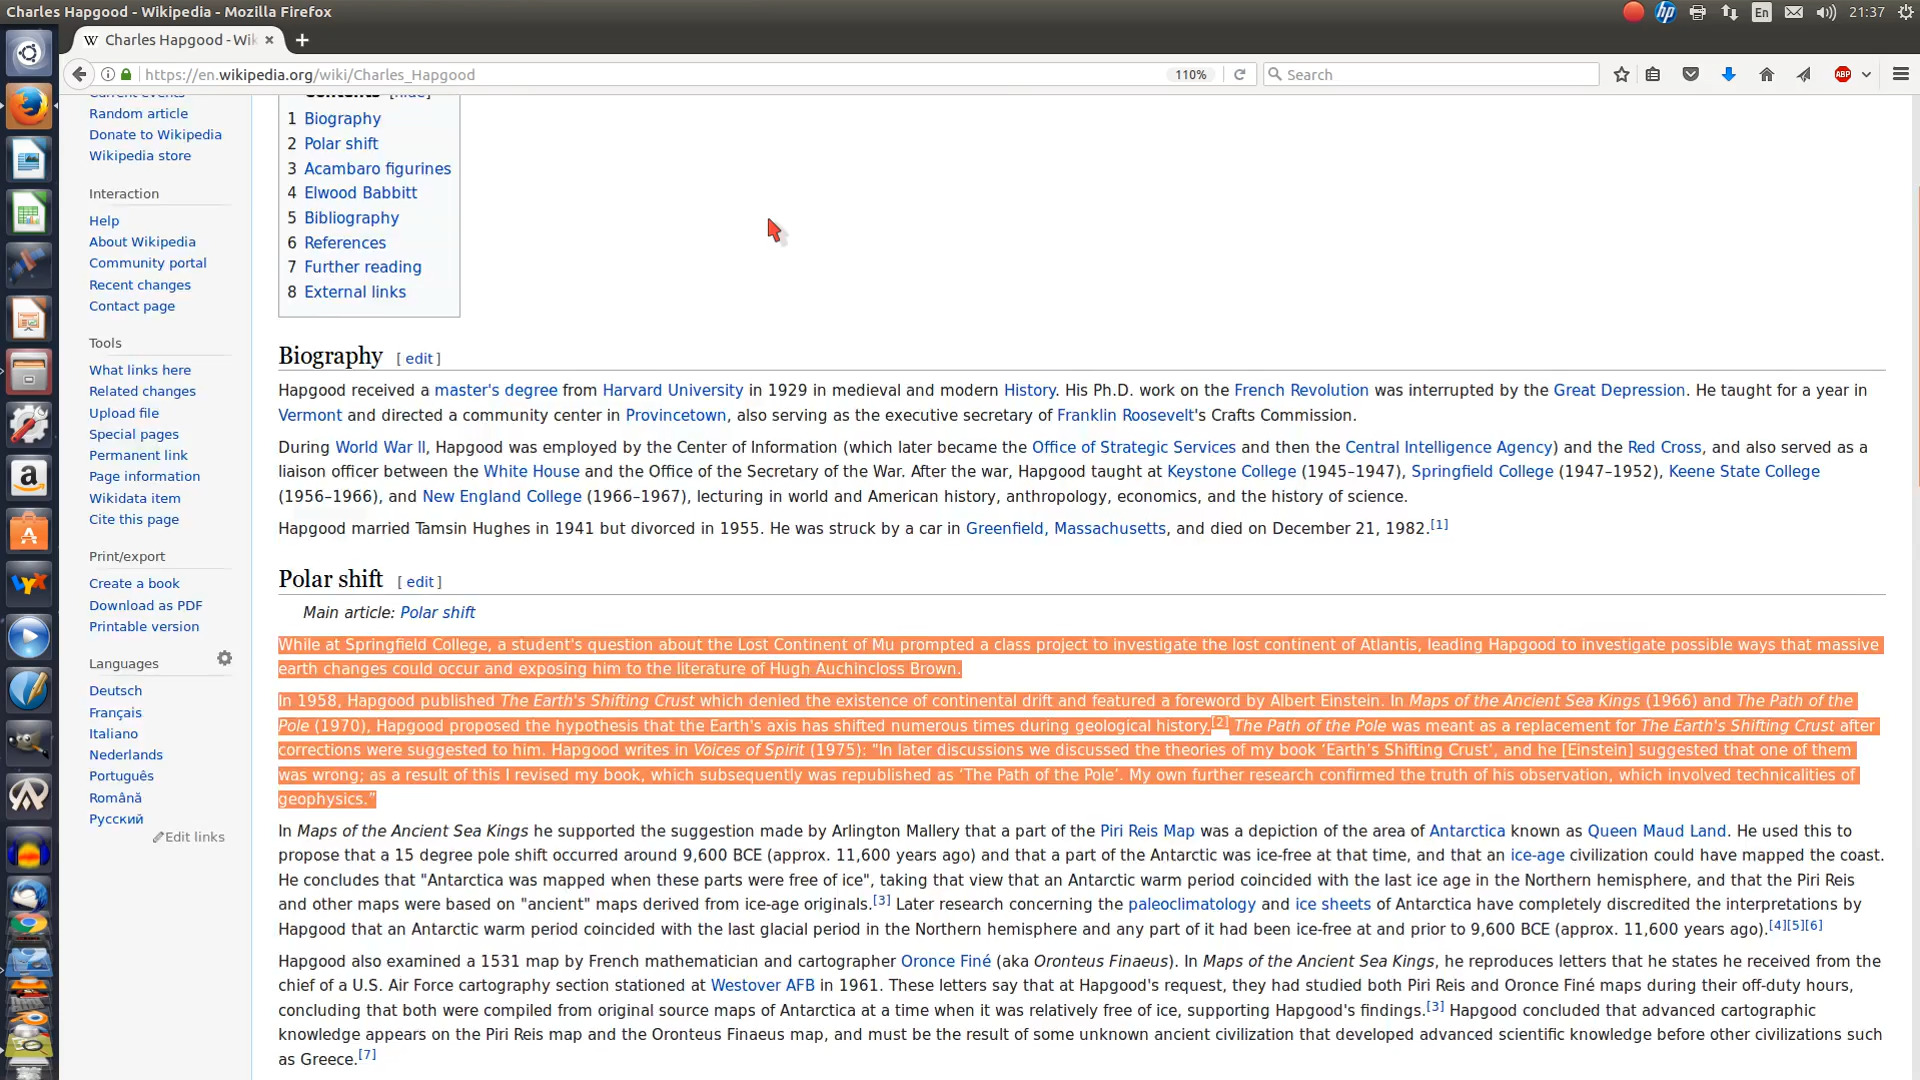 Charles Hapgood - Wikipedia - Mozilla Firefox
hp
En
21:37
W Charles Hapgood - Wik × +
https://en.wikipedia.org/wiki/Charles_Hapgood
110%
Search
ABP
Current events
Random article
Donate to Wikipedia
Wikipedia store
Interaction
Help
About Wikipedia
Community portal
Recent changes
Contact page
Tools
What links here
Related changes
Upload file
Special pages
Permanent link
Page information
Wikidata item
Cite this page
Print/export
Create a book
Download as PDF
Printable version
Languages
Deutsch
Français
Italiano
Nederlands
Português
Română
Русский
Edit links
Contents [hide]
1 Biography
2 Polar shift
3 Acambaro figurines
4 Elwood Babbitt
5 Bibliography
6 References
7 Further reading
8 External links
Biography [ edit ]
Hapgood received a master's degree from Harvard University in 1929 in medieval and modern History. His Ph.D. work on the French Revolution was interrupted by the Great Depression. He taught for a year in
Vermont and directed a community center in Provincetown, also serving as the executive secretary of Franklin Roosevelt's Crafts Commission.
During World War II, Hapgood was employed by the Center of Information (which later became the Office of Strategic Services and then the Central Intelligence Agency) and the Red Cross, and also served as a
liaison officer between the White House and the Office of the Secretary of the War. After the war, Hapgood taught at Keystone College (1945–1947), Springfield College (1947–1952), Keene State College
(1956–1966), and New England College (1966–1967), lecturing in world and American history, anthropology, economics, and the history of science.
Hapgood married Tamsin Hughes in 1941 but divorced in 1955. He was struck by a car in Greenfield, Massachusetts, and died on December 21, 1982.[1]
Polar shift [ edit ]
Main article: Polar shift
While at Springfield College, a student's question about the Lost Continent of Mu prompted a class project to investigate the lost continent of Atlantis, leading Hapgood to investigate possible ways that massive
earth changes could occur and exposing him to the literature of Hugh Auchincloss Brown.
In 1958, Hapgood published The Earth's Shifting Crust which denied the existence of continental drift and featured a foreword by Albert Einstein. In Maps of the Ancient Sea Kings (1966) and The Path of the
Pole (1970), Hapgood proposed the hypothesis that the Earth's axis has shifted numerous times during geological history.[2] The Path of the Pole was meant as a replacement for The Earth's Shifting Crust after
corrections were suggested to him. Hapgood writes in Voices of Spirit (1975): “In later discussions we discussed the theories of my book ‘Earth’s Shifting Crust’, and he [Einstein] suggested that one of them
was wrong; as a result of this I revised my book, which subsequently was republished as ‘The Path of the Pole’. My own further research confirmed the truth of his observation, which involved technicalities of
geophysics.”
In Maps of the Ancient Sea Kings he supported the suggestion made by Arlington Mallery that a part of the Piri Reis Map was a depiction of the area of Antarctica known as Queen Maud Land. He used this to
propose that a 15 degree pole shift occurred around 9,600 BCE (approx. 11,600 years ago) and that a part of the Antarctic was ice-free at that time, and that an ice-age civilization could have mapped the coast.
He concludes that "Antarctica was mapped when these parts were free of ice", taking that view that an Antarctic warm period coincided with the last ice age in the Northern hemisphere, and that the Piri Reis
and other maps were based on "ancient" maps derived from ice-age originals.[3] Later research concerning the paleoclimatology and ice sheets of Antarctica have completely discredited the interpretations by
Hapgood that an Antarctic warm period coincided with the last glacial period in the Northern hemisphere and any part of it had been ice-free at and prior to 9,600 BCE (approx. 11,600 years ago).[4][5][6]
Hapgood also examined a 1531 map by French mathematician and cartographer Oronce Finé (aka Oronteus Finaeus). In Maps of the Ancient Sea Kings, he reproduces letters that he states he received from the
chief of a U.S. Air Force cartography section stationed at Westover AFB in 1961. These letters say that at Hapgood's request, they had studied both Piri Reis and Oronce Finé maps during their off-duty hours,
concluding that both were compiled from original source maps of Antarctica at a time when it was relatively free of ice, supporting Hapgood's findings.[3] Hapgood concluded that advanced cartographic
knowledge appears on the Piri Reis map and the Oronteus Finaeus map, and must be the result of some unknown ancient civilization that developed advanced scientific knowledge before other civilizations such
as Greece.[7]